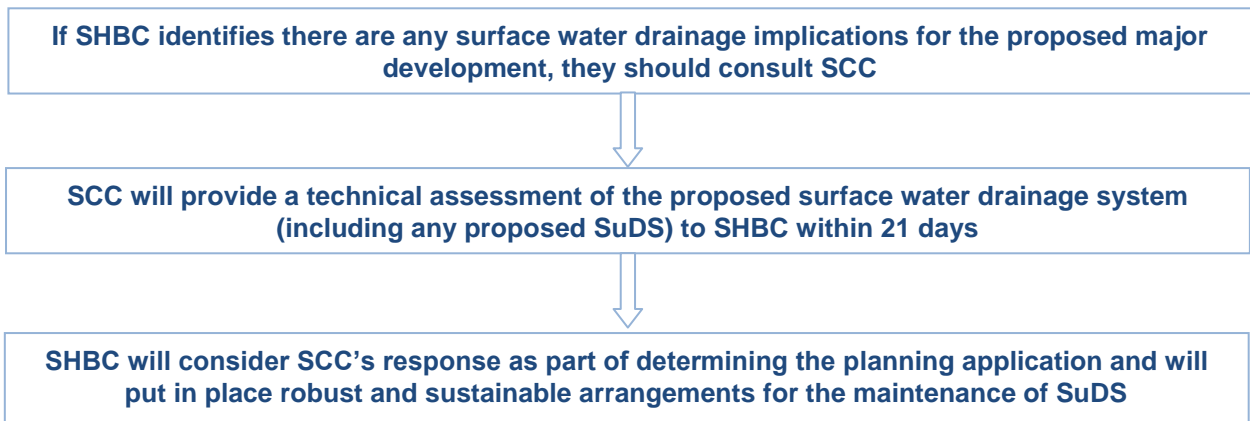 If SHBC identifies there are any surface water drainage implications for the proposed major
development, they should consult SCC
SCC will provide a technical assessment of the proposed surface water drainage system
(including any proposed SuDS) to SHBC within 21 days
SHBC will consider SCC’s response as part of determining the planning application and will
put in place robust and sustainable arrangements for the maintenance of SuDS